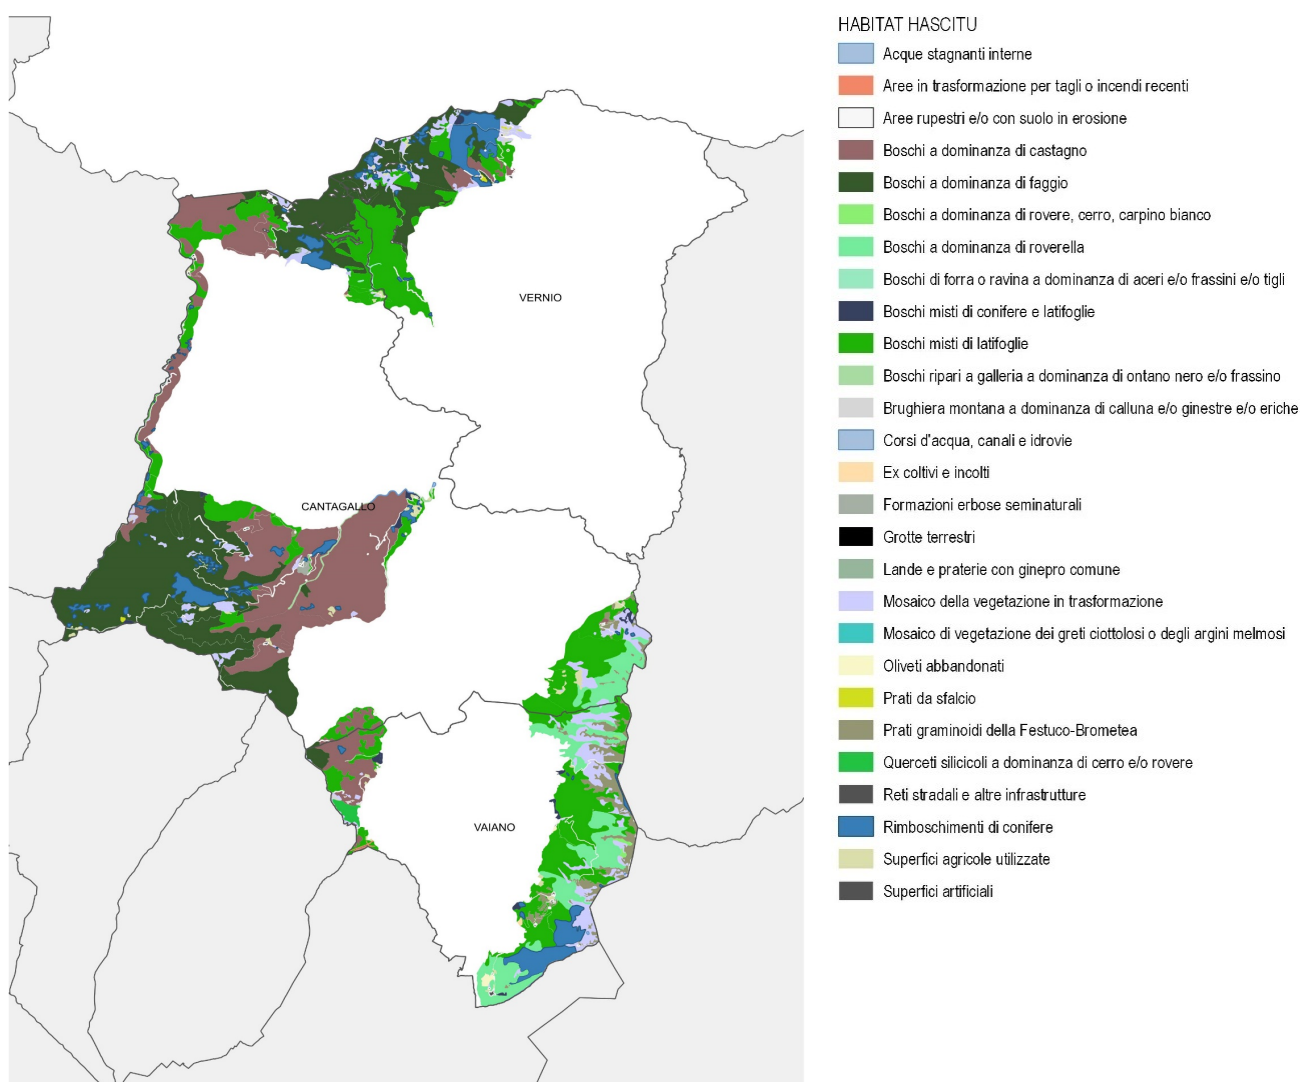 HABITAT HASCITU
Acque stagnanti interne
Aree in trasformazione per tagli o incendi recenti
Aree rupestri e/o con suolo in erosione
Boschi a dominanza di castagno
Boschi a dominanza di faggio
Boschi a dominanza di rovere, cerro, carpino bianco
Boschi a dominanza di roverella
Boschi di forra o ravina a dominanza di aceri e/o frassini e/o tigli
Boschi misti di conifere e latifoglie
Boschi misti di latifoglie
Boschi ripari a galleria a dominanza di ontano nero e/o frassino
Brughiera montana a dominanza di calluna e/o ginestre e/o eriche
Corsi d'acqua, canali e idrovie
Ex coltivi e incolti
Formazioni erbose seminaturali
Grotte terrestri
Lande e praterie con ginepro comune
Mosaico della vegetazione in trasformazione
Mosaico di vegetazione dei greti ciottolosi o degli argini melmosi
Oliveti abbandonati
Prati da sfalcio
Prati graminoidi della Festuco-Brometea
Querceti silicicoli a dominanza di cerro e/o rovere
Reti stradali e altre infrastrutture
Rimboschimenti di conifere
Superfici agricole utilizzate
Superfici artificiali
VERNIO
CANTAGALLO
VAIANO